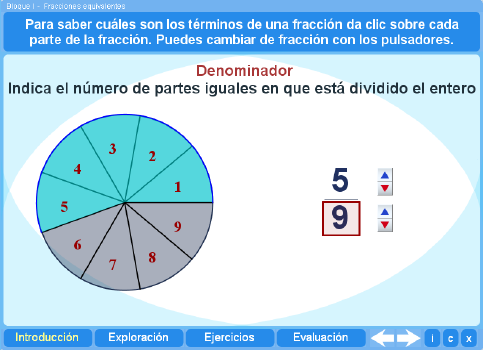 Bloque I - Fracciones equivalentes
Para saber cuáles son los términos de una fracción da clic sobre cada
parte de la fracción. Puedes cambiar de fracción con los pulsadores.
Denominador
Indica el número de partes iguales en que está dividido el entero
3
4
2
5
1
6
9
7
8
5
9
Introducción
Exploración
Ejercicios
Evaluación
i
c
x